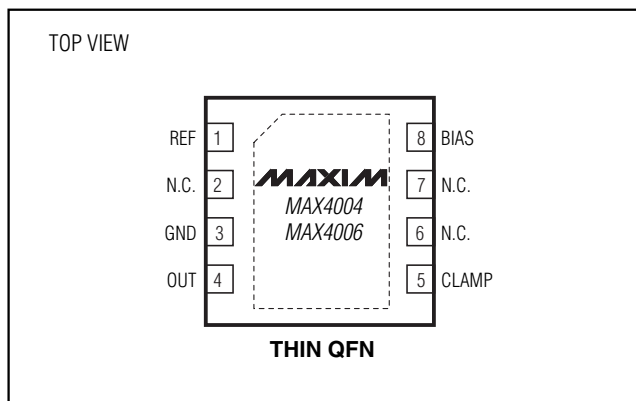 TOP VIEW
REF 1
8 BIAS
N.C. 2
MAXIM
7 N.C.
MAX4004
GND 3
MAX4006
6 N.C.
OUT 4
5 CLAMP
THIN QFN